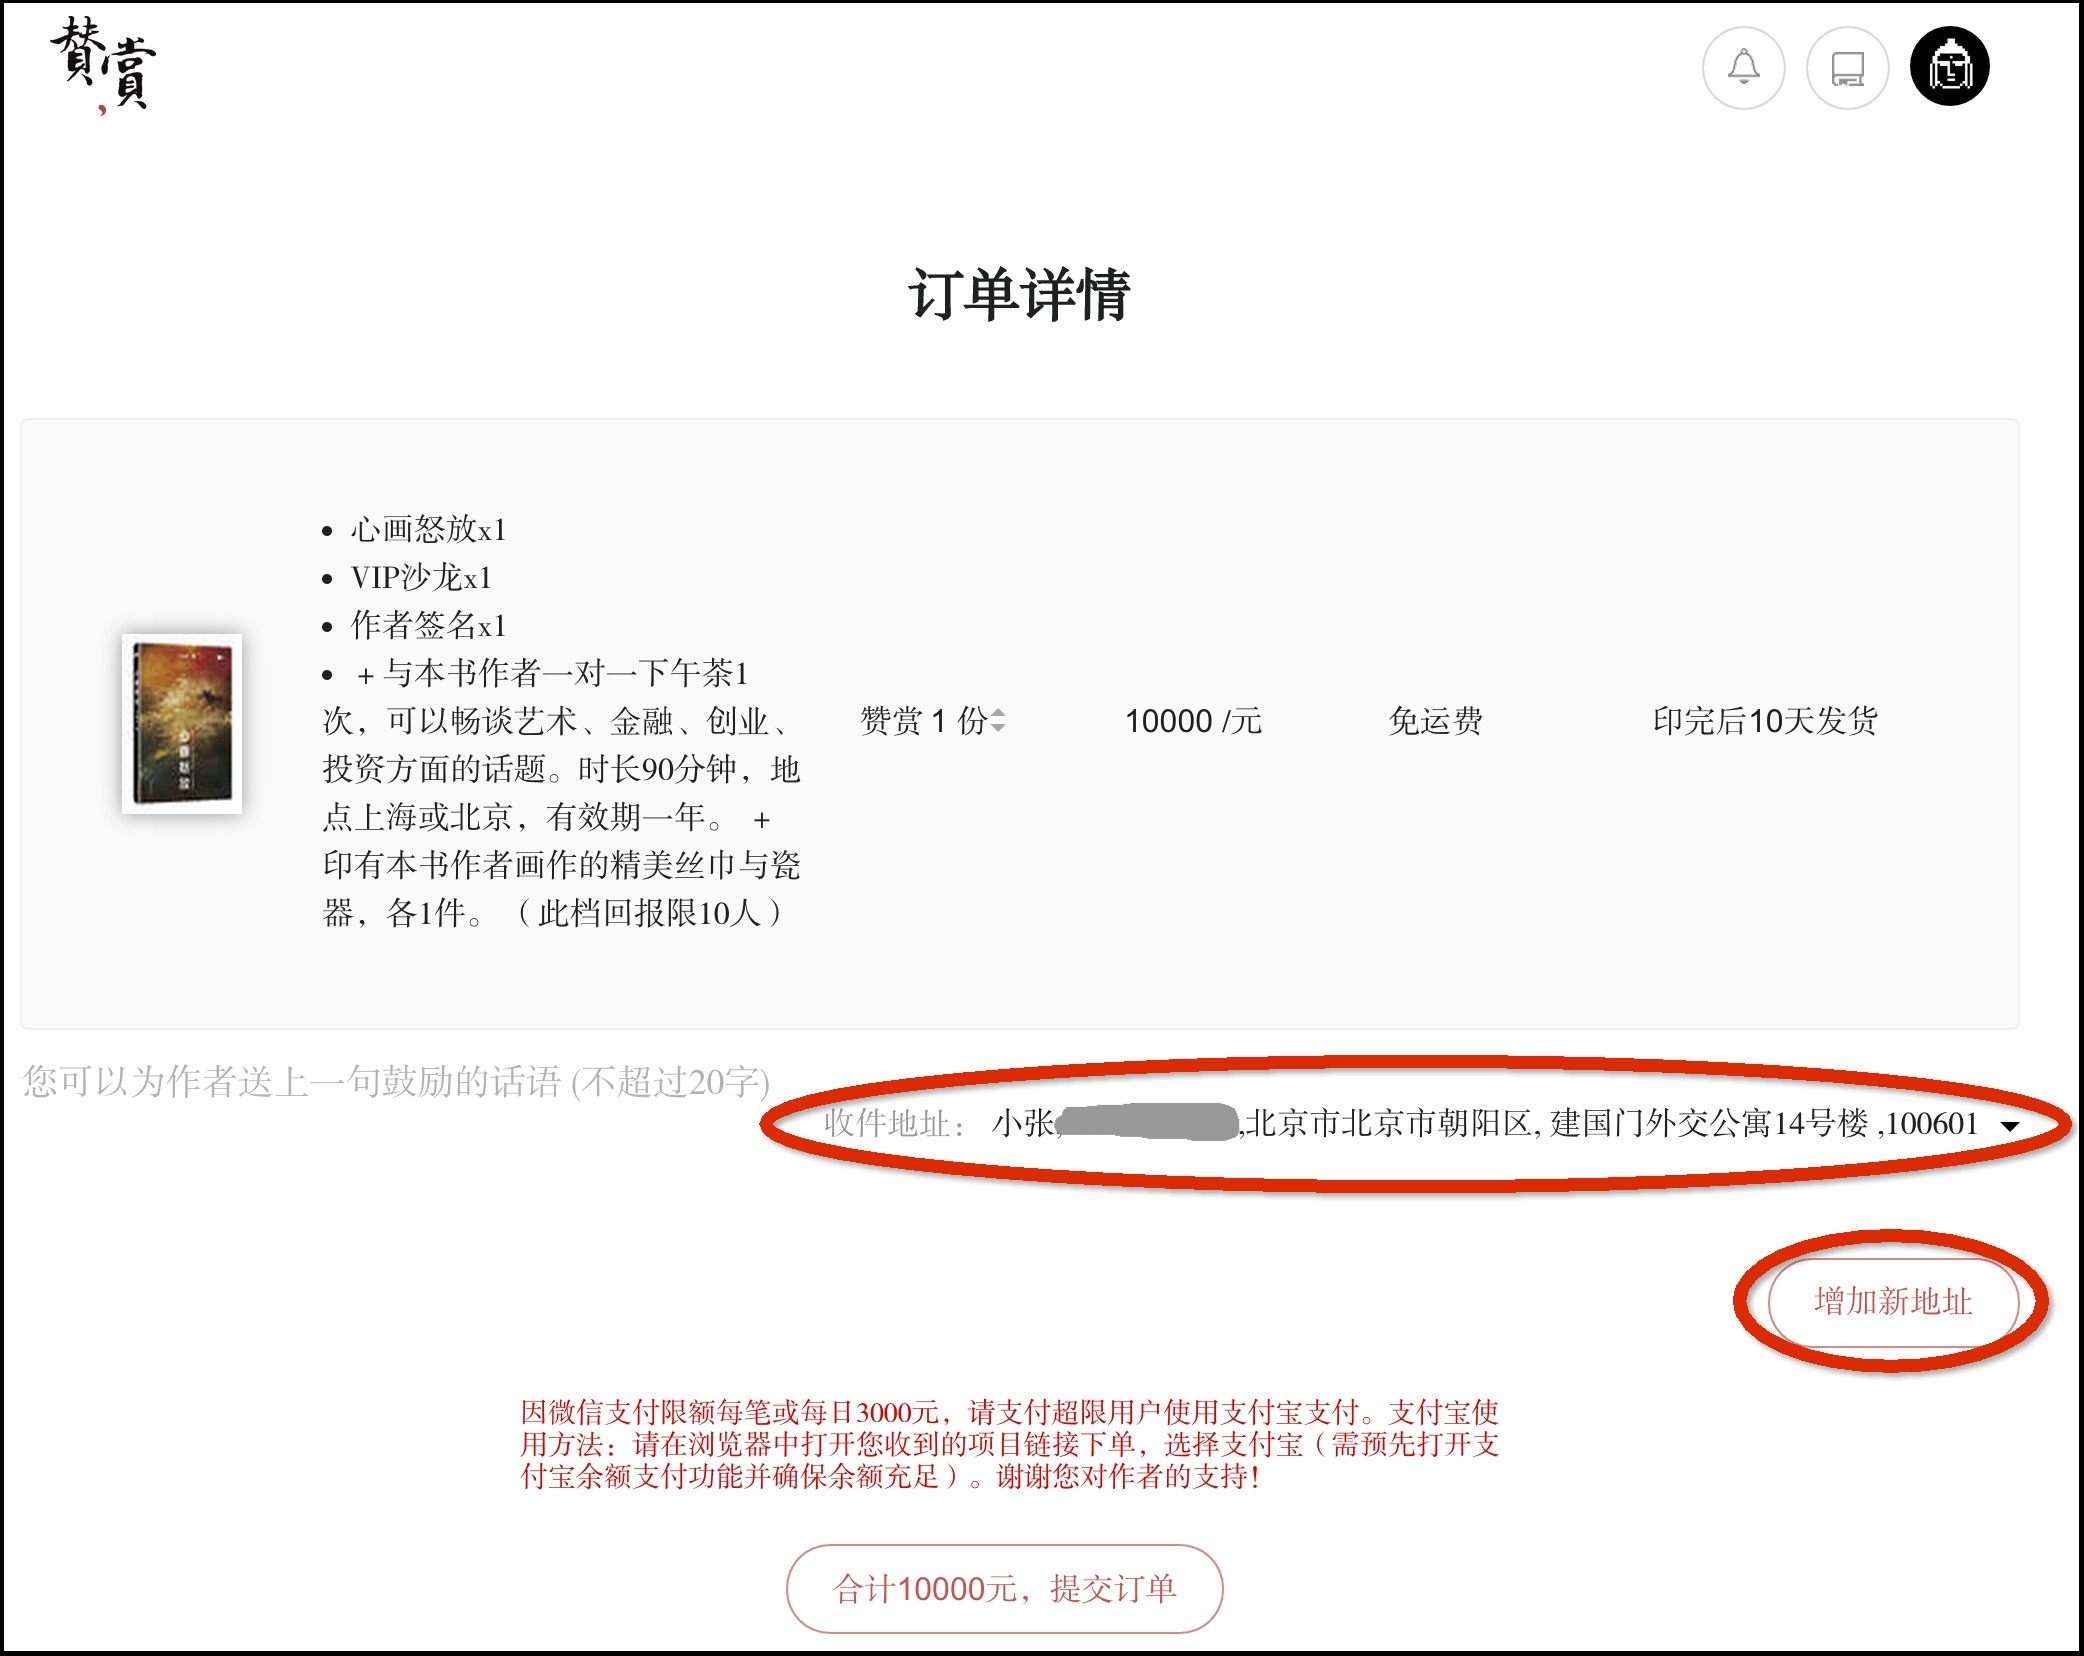 赞赏
订单详情
心画怒放x1
VIP沙龙x1
作者签名x1
+ 与本书作者一对一下午茶1
次，可以畅谈艺术、金融、创业、
投资方面的话题。时长90分钟，地
点上海或北京，有效期一年。 +
印有本书作者画作的精美丝巾与瓷
器，各1件。（此档回报限10人）
心画怒放
赞赏 1 份
10000 /元
免运费
印完后10天发货
您可以为作者送上一句鼓励的话语 (不超过20字)
收件地址： 小张, ,北京市北京市朝阳区, 建国门外交公寓14号楼 ,100601
增加新地址
因微信支付限额每笔或每日3000元，请支付超限用户使用支付宝支付。支付宝使
用方法：请在浏览器中打开您收到的项目链接下单，选择支付宝（需预先打开支
付宝余额支付功能并确保余额充足）。谢谢您对作者的支持！
合计10000元，提交订单